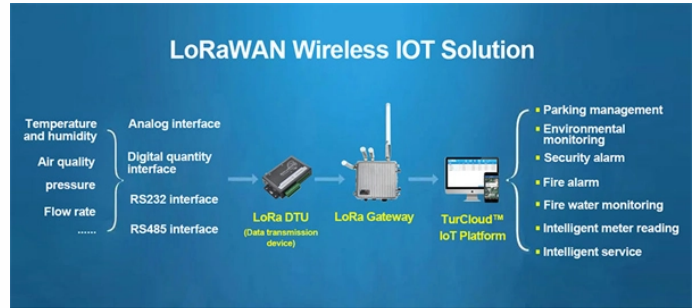 LoRaWAN Wireless IOT Solution
Temperature
and humidity
Air quality
pressure
Flow rate
......
Analog interface
Digital quantity
interface
RS232 interface
RS485 interface
LoRa DTU
(Data transmission
device)
LoRa Gateway
TurCloud™
IoT Platform
Parking management
Environmental
monitoring
Security alarm
Fire alarm
Fire water monitoring
Intelligent meter reading
Intelligent service